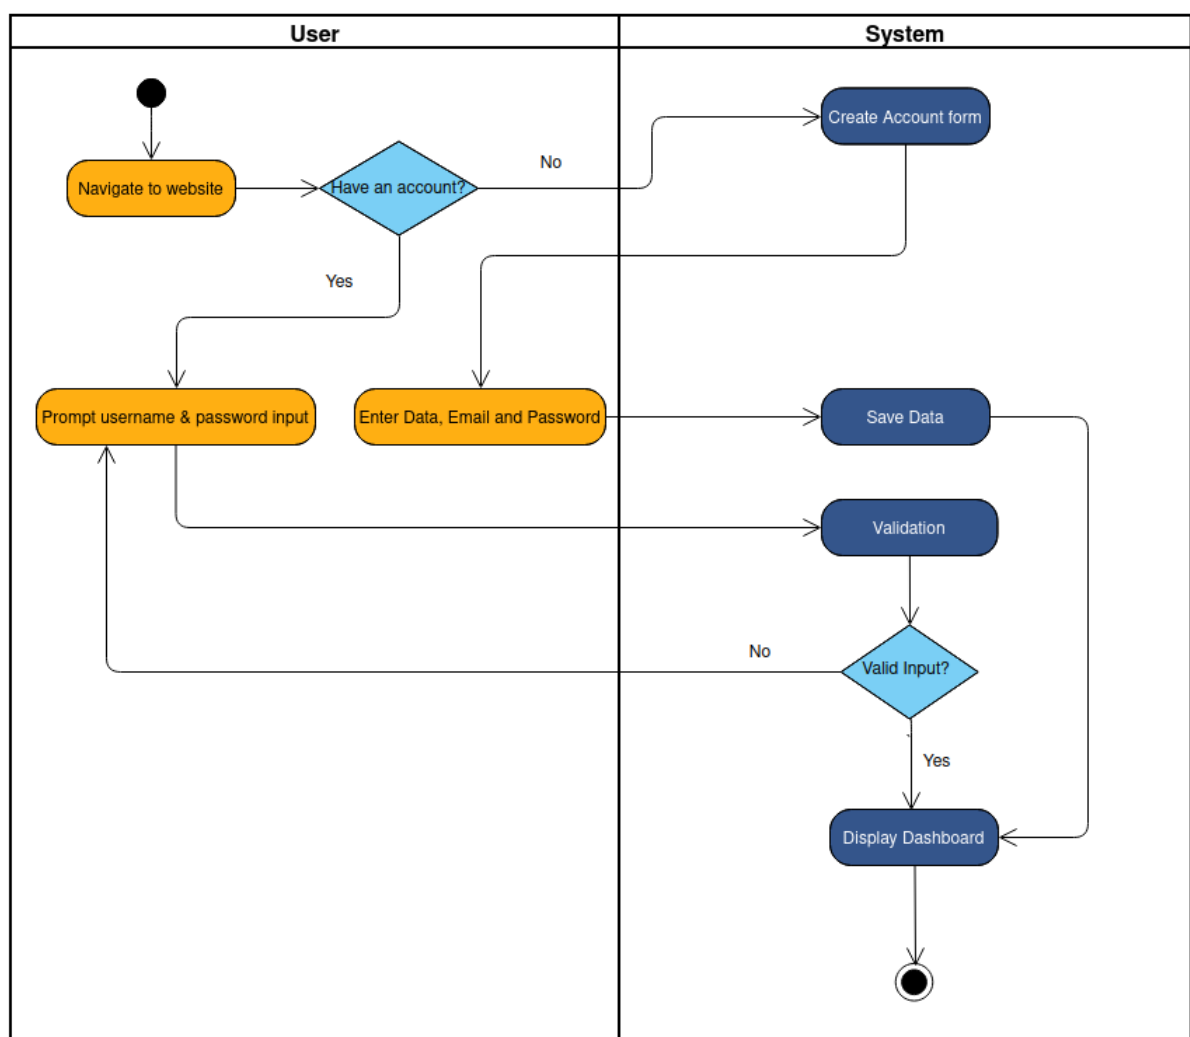 User
System
Create Account form
No
Navigate to website
Have an account?
Yes
Prompt username & password input
Enter Data, Email and Password
Save Data
Validation
No
Valid Input?
Yes
Display Dashboard